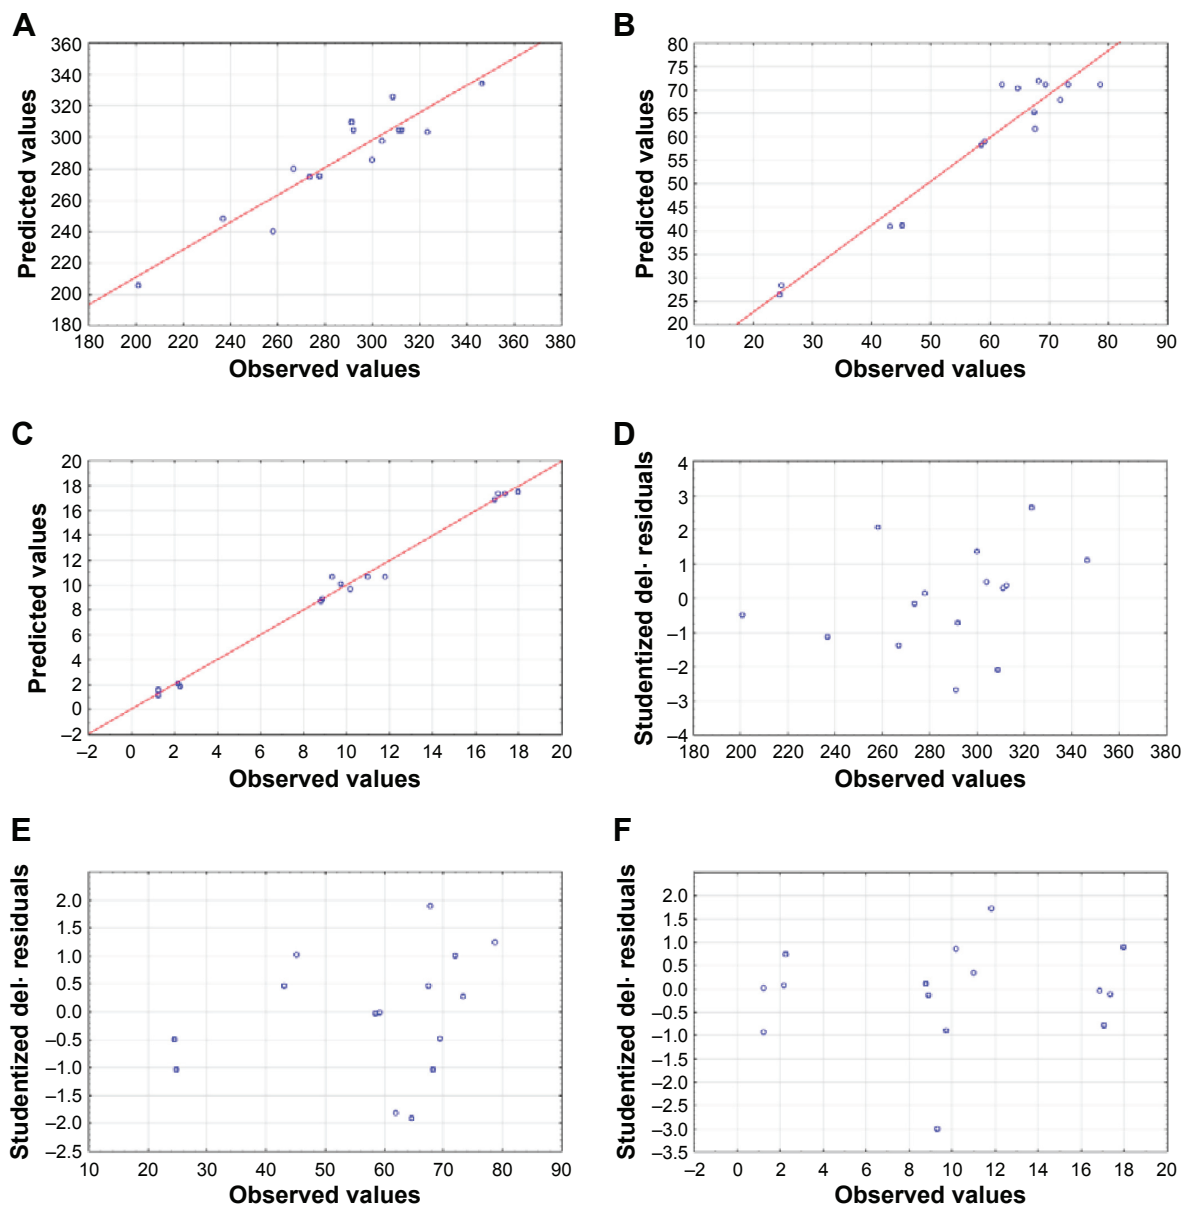 A
Predicted values
360
340
320
300
280
260
240
220
200
180
180 200 220 240 260 280 300 320 340 360 380
Observed values
B
Predicted values
80
75
70
65
60
55
50
45
40
35
30
25
20
10 20 30 40 50 60 70 80 90
Observed values
C
Predicted values
20
18
16
14
12
10
8
6
4
2
0
–2
–2 0 2 4 6 8 10 12 14 16 18 20
Observed values
D
Studentized del· residuals
4
3
2
1
0
–1
–2
–3
–4
180 200 220 240 260 280 300 320 340 360 380
Observed values
E
Studentized del· residuals
2.0
1.5
1.0
0.5
0.0
–0.5
–1.0
–1.5
–2.0
–2.5
10 20 30 40 50 60 70 80 90
Observed values
F
Studentized del· residuals
2.0
1.5
1.0
0.5
0.0
–0.5
–1.0
–1.5
–2.0
–2.5
–3.0
–3.5
–2 0 2 4 6 8 10 12 14 16 18 20
Observed values